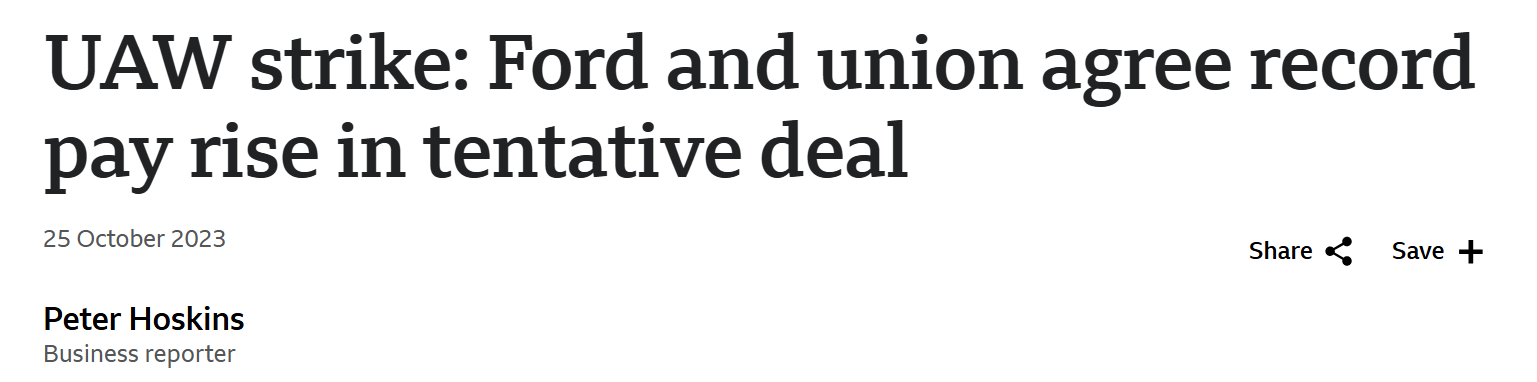 UAW strike: Ford and union agree record
pay rise in tentative deal
25 October 2023
Share
Save
Peter Hoskins
Business reporter